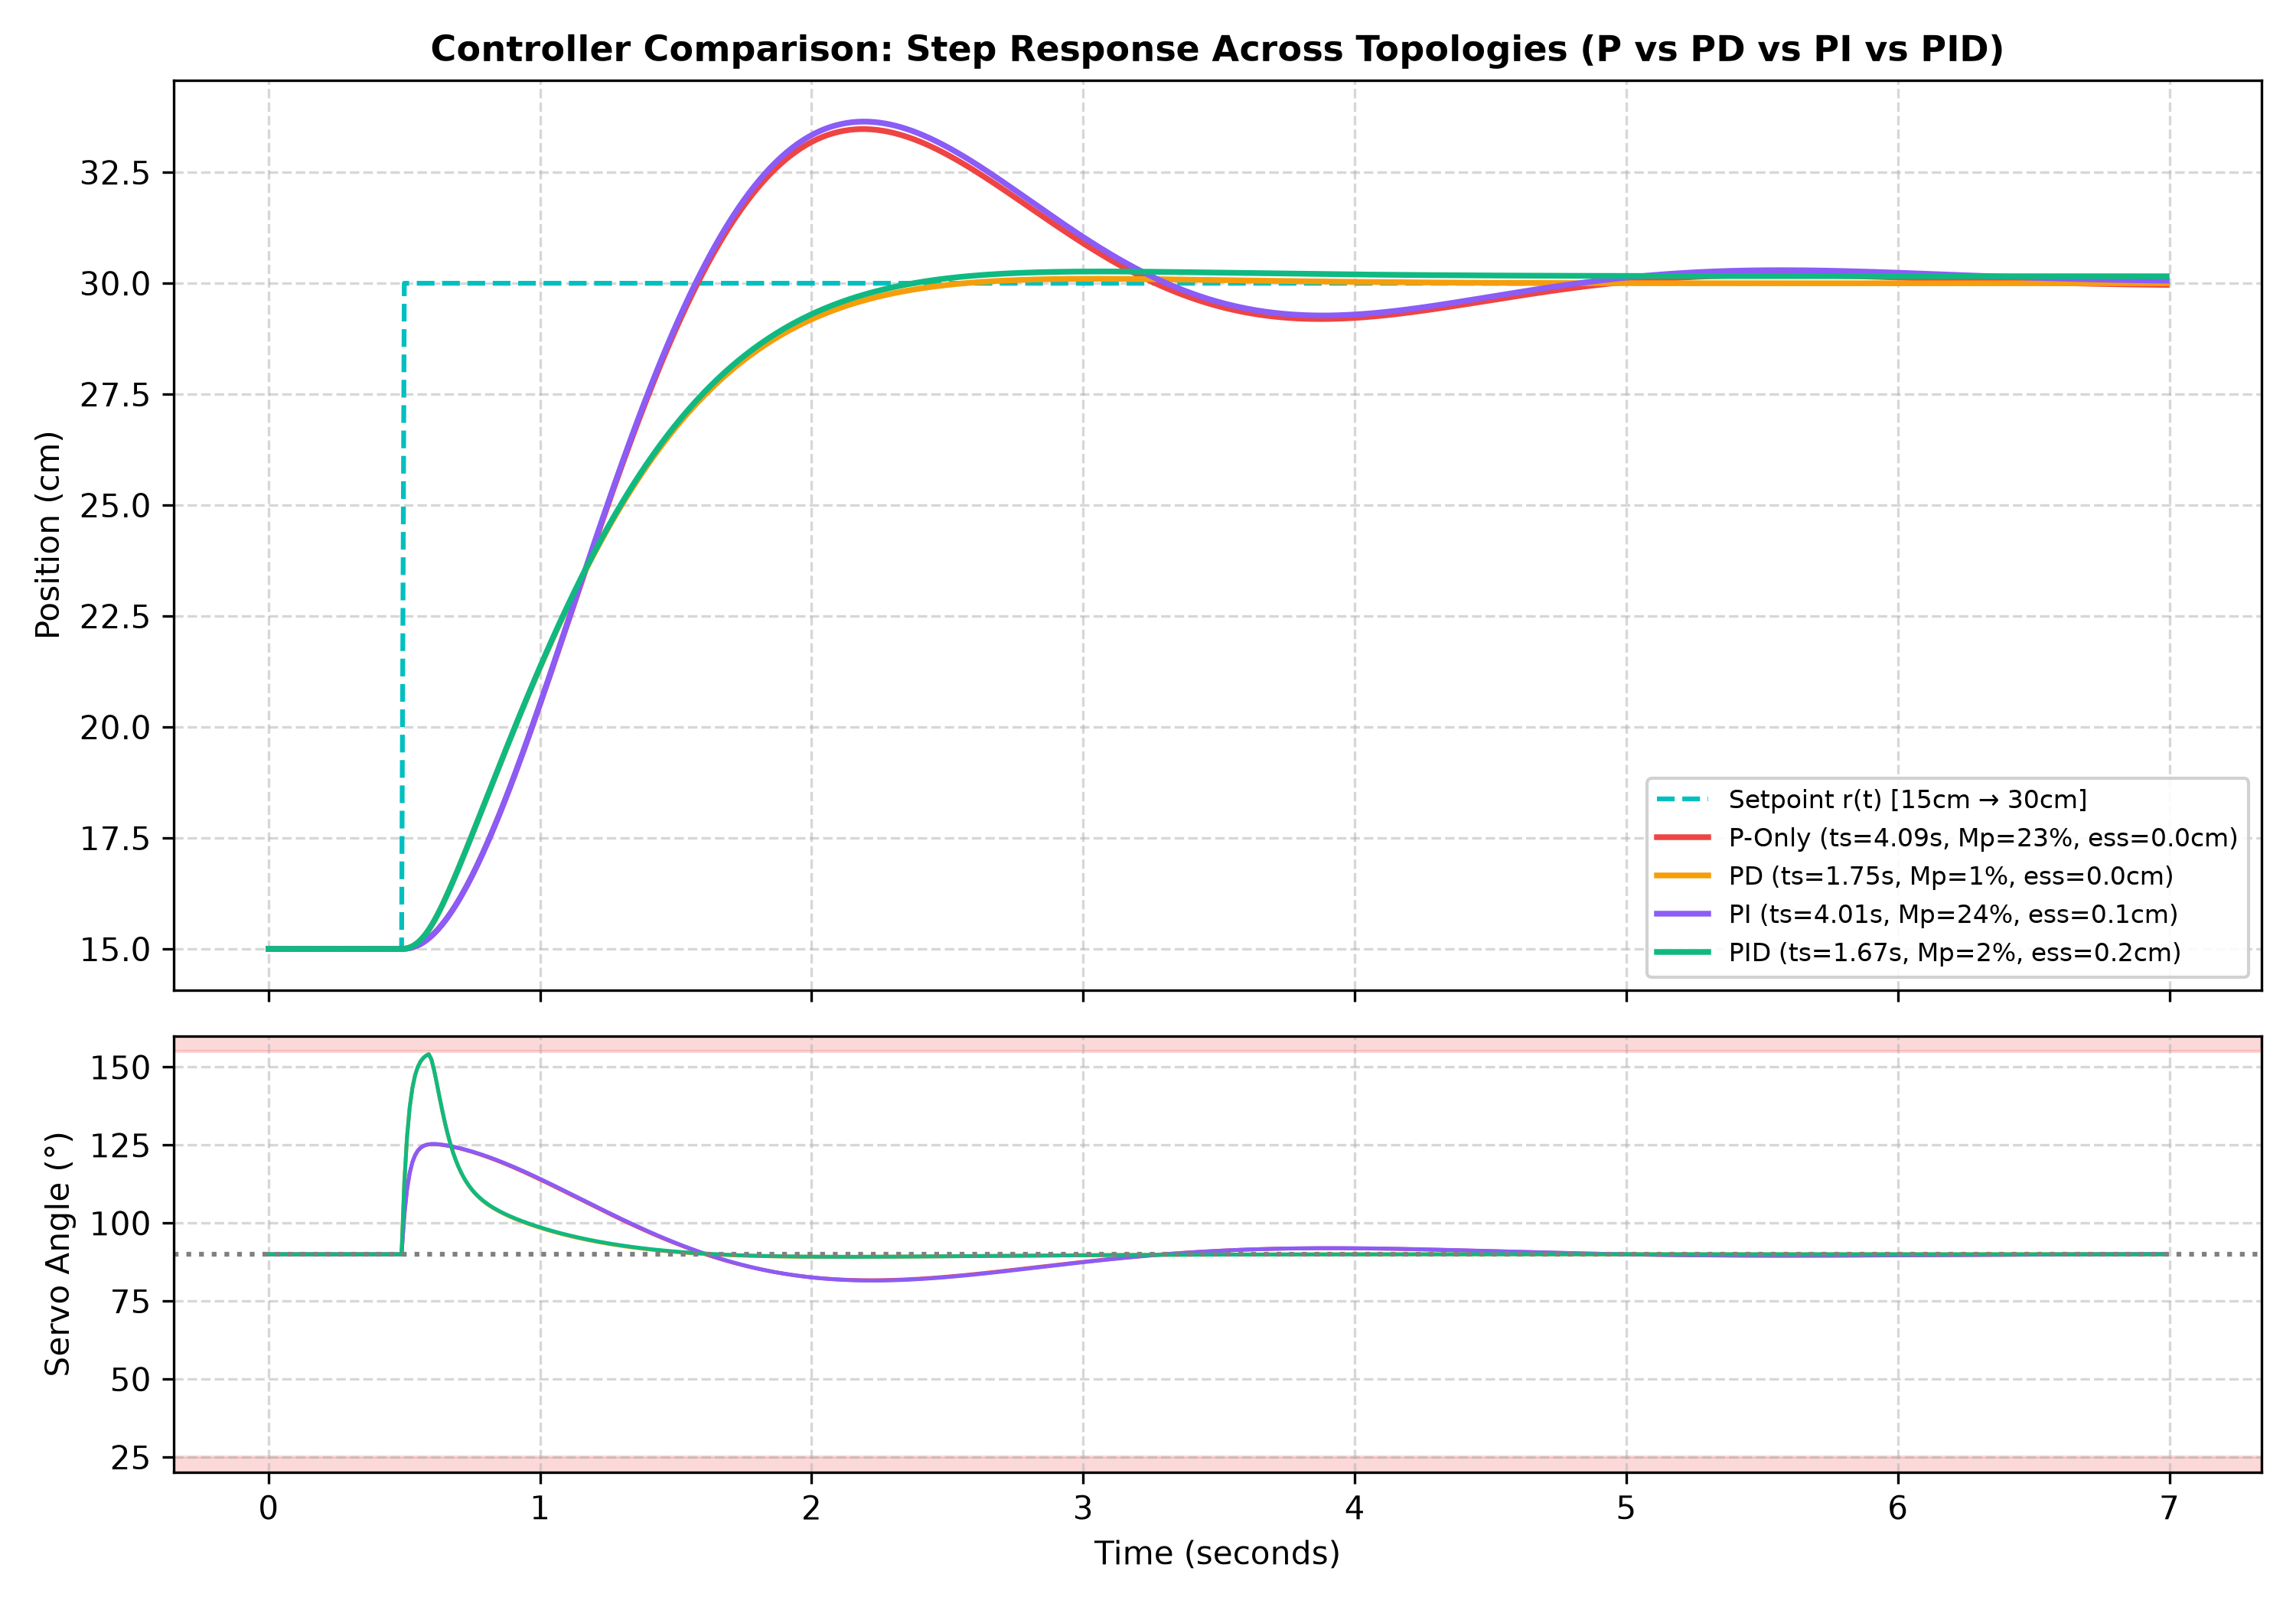 Controller Comparison: Step Response Across Topologies (P vs PD vs PI vs PID)
Position (cm)
32.5
30.0
27.5
25.0
22.5
20.0
17.5
15.0
Setpoint r(t) [15cm → 30cm]
P-Only (ts=4.09s, Mp=23%, ess=0.0cm)
PD (ts=1.75s, Mp=1%, ess=0.0cm)
PI (ts=4.01s, Mp=24%, ess=0.1cm)
PID (ts=1.67s, Mp=2%, ess=0.2cm)
Servo Angle (°)
150
125
100
75
50
25
0 1 2 3 4 5 6 7
Time (seconds)